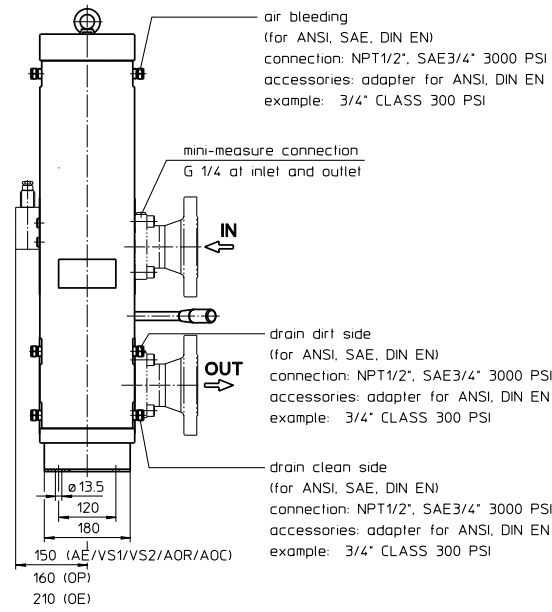 air bleeding
(for ANSI, SAE, DIN EN)
connection: NPT1/2", SAE3/4" 3000 PSI
accessories: adapter for ANSI, DIN EN
example: 3/4" CLASS 300 PSI
mini-measure connection
G 1/4 at inlet and outlet
IN
drain dirt side
(for ANSI, SAE, DIN EN)
connection: NPT1/2", SAE3/4" 3000 PSI
accessories: adapter for ANSI, DIN EN
example: 3/4" CLASS 300 PSI
OUT
drain clean side
(for ANSI, SAE, DIN EN)
connection: NPT1/2", SAE3/4" 3000 PSI
accessories: adapter for ANSI, DIN EN
example: 3/4" CLASS 300 PSI
ø 13.5
120
180
150 (AE/VS1/VS2/AOR/AOC)
160 (OP)
210 (OE)